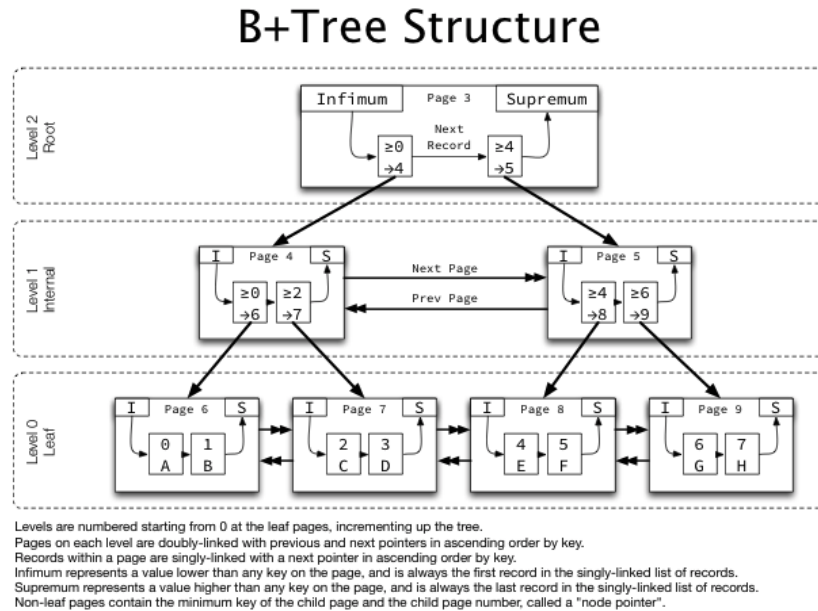 B+Tree Structure
Level 2
Root
Infimum
Page 3
Supremum
Next
Record
≥0
→4
≥4
→5
Level 1
Internal
I
Page 4
S
≥0
→6
≥2
→7
Next Page
Prev Page
I
Page 5
S
≥4
→8
≥6
→9
Level 0
Leaf
I
Page 6
S
0
A
1
B
I
Page 7
S
2
C
3
D
I
Page 8
S
4
E
5
F
I
Page 9
S
6
G
7
H
Levels are numbered starting from 0 at the leaf pages, incrementing up the tree.
Pages on each level are doubly-linked with previous and next pointers in ascending order by key.
Records within a page are singly-linked with a next pointer in ascending order by key.
Infimum represents a value lower than any key on the page, and is always the first record in the singly-linked list of records.
Supremum represents a value higher than any key on the page, and is always the last record in the singly-linked list of records.
Non-leaf pages contain the minimum key of the child page and the child page number, called a "node pointer".